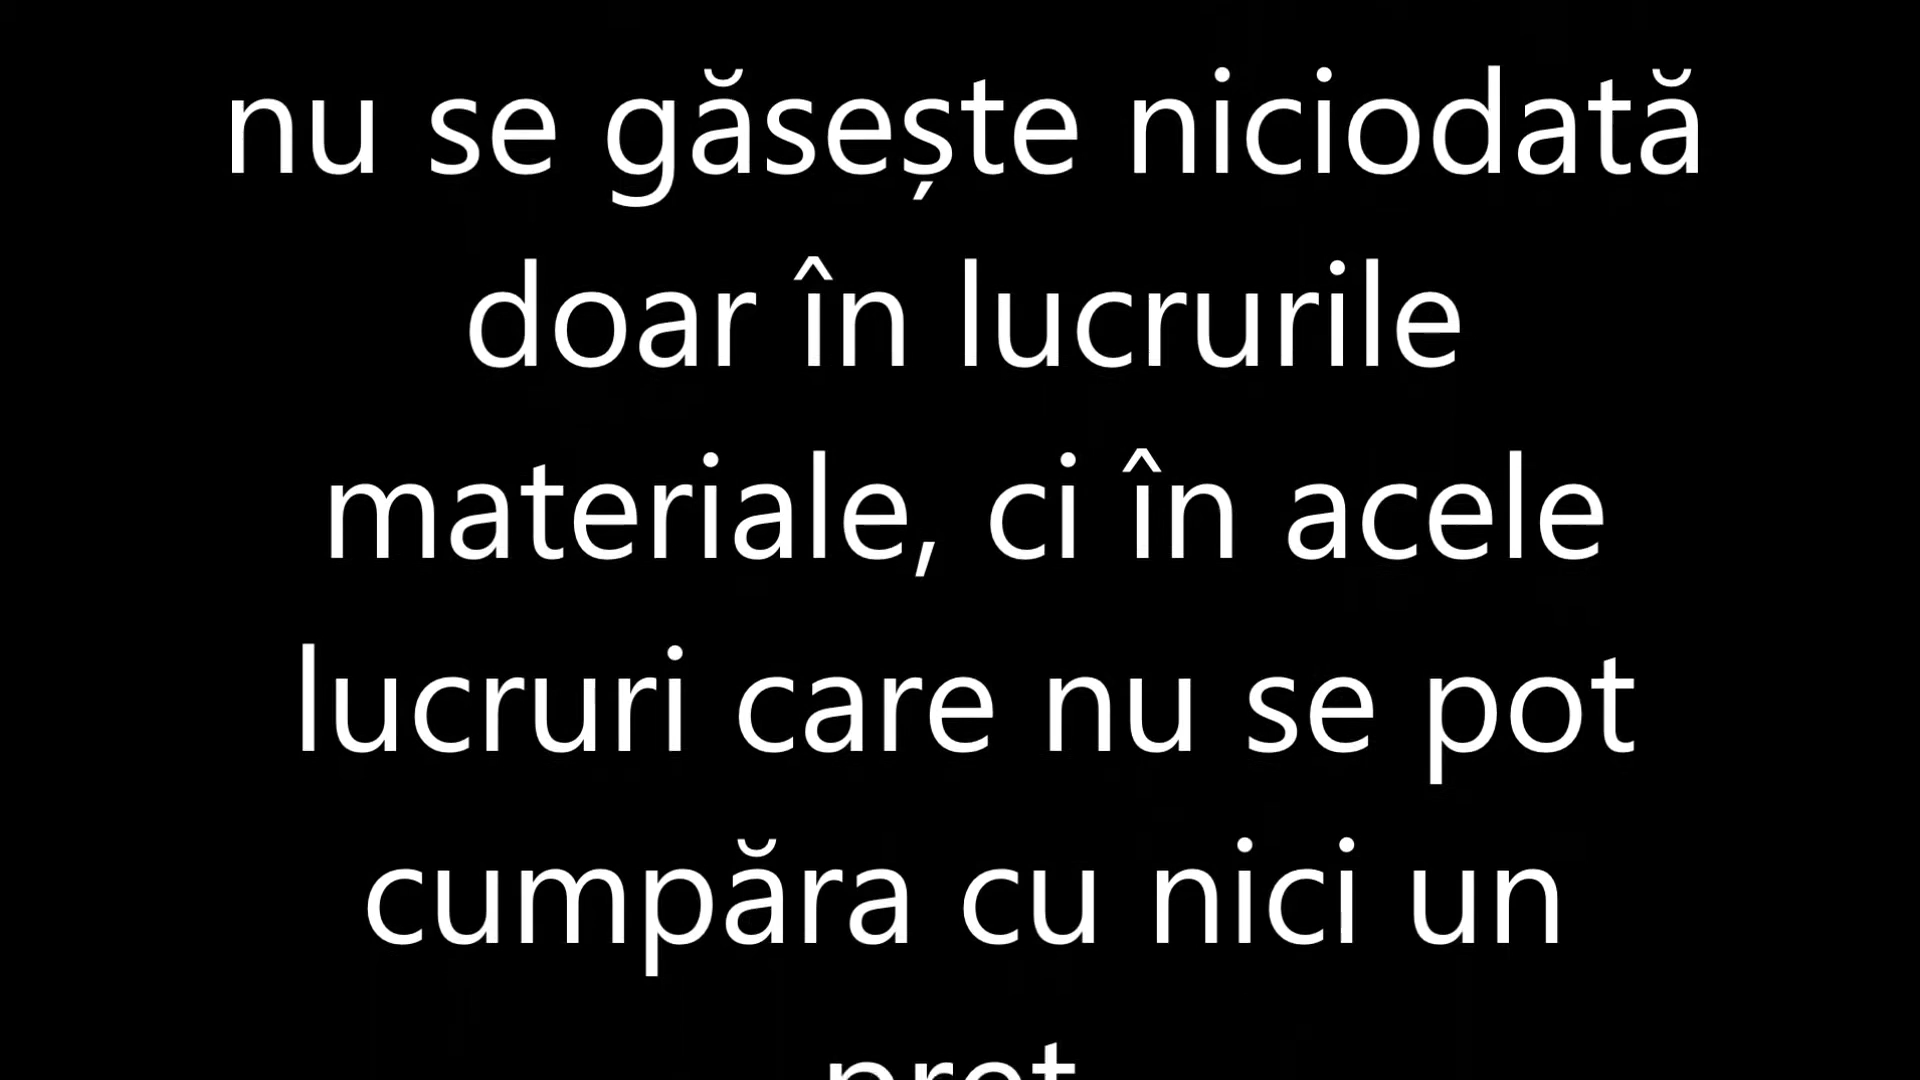 nu se găsește niciodată
doar în lucrurile
materiale, ci în acele
lucruri care nu se pot
cumpăra cu nici un